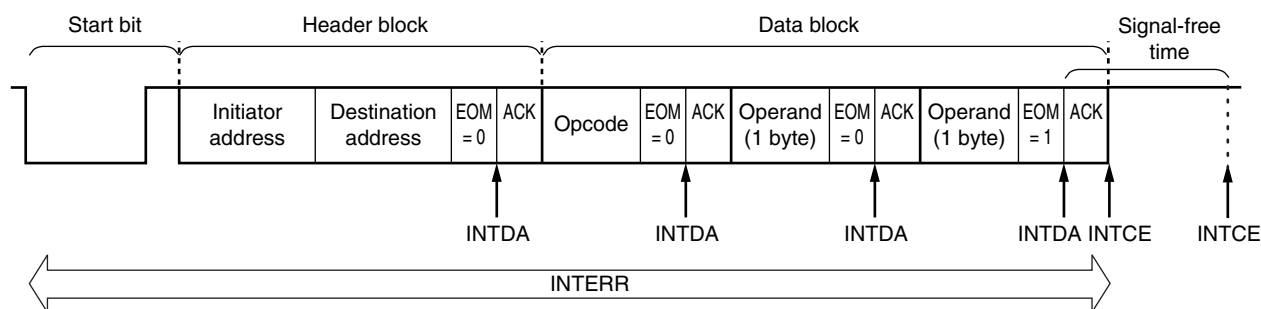 Start bit
Header block
Data block
Signal-free
time
Initiator
address
Destination
address
EOM
= 0
ACK
Opcode
EOM
= 0
ACK
Operand
(1 byte)
EOM
= 0
ACK
Operand
(1 byte)
EOM
= 1
ACK
INTDA
INTDA
INTDA
INTDA
INTCE
INTCE
INTERR